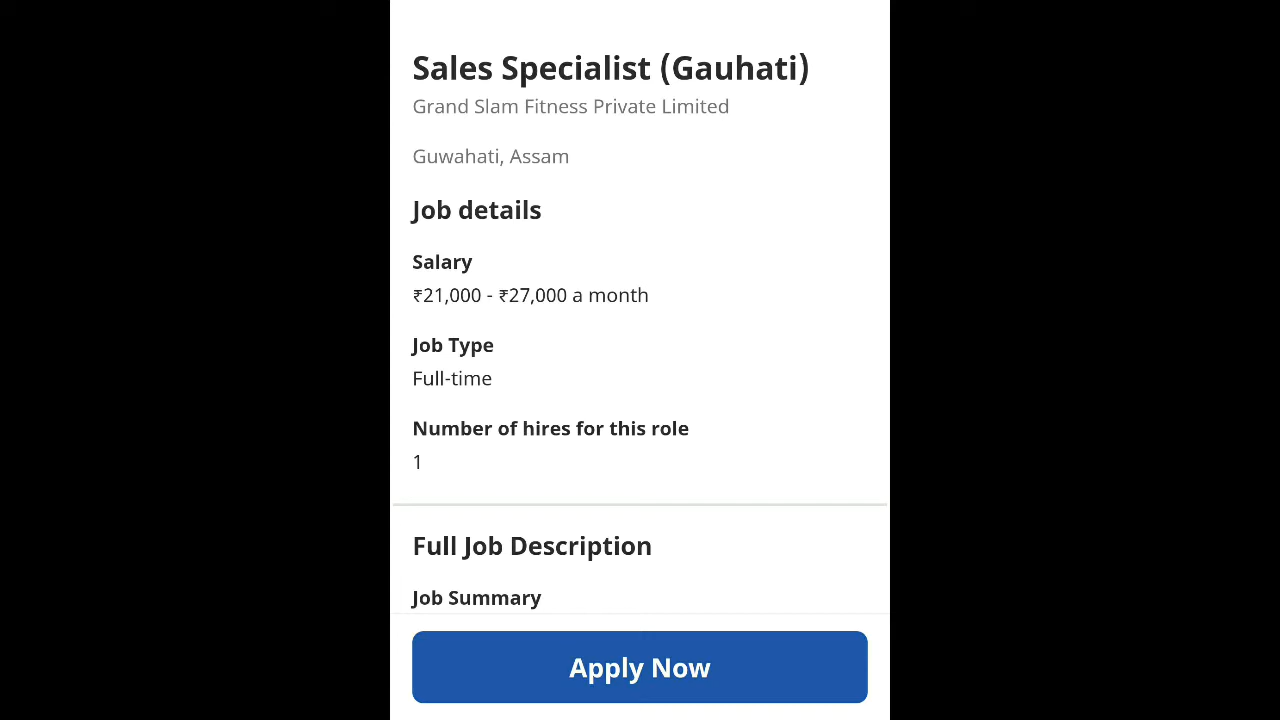 Sales Specialist (Gauhati)
Grand Slam Fitness Private Limited
Guwahati, Assam
Job details
Salary
₹21,000 - ₹27,000 a month
Job Type
Full-time
Number of hires for this role
1
Full Job Description
Job Summary
Apply Now